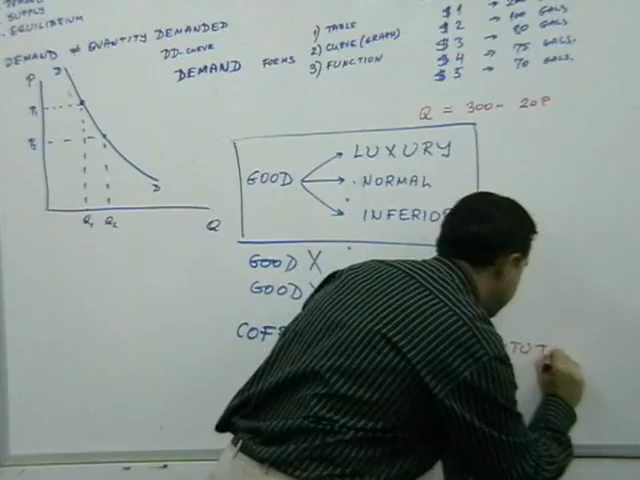 SUPPLY
EQUILIBRIUM
DEMAND ≠ QUANTITY DEMANDED
DD-CURVE
DEMAND FORMS
1) TABLE
2) CURVE (GRAPH)
3) FUNCTION
$1 →
$2 → 100 GALS
$3 → 80 GALS
$4 → 75 GALS.
$5 → 70 GALS.
Q = 300 - 20P
P
D
P₁
P₂
D
Q₁ Q₂
Q
GOOD
LUXURY
NORMAL
INFERIOR
GOOD X
GOOD